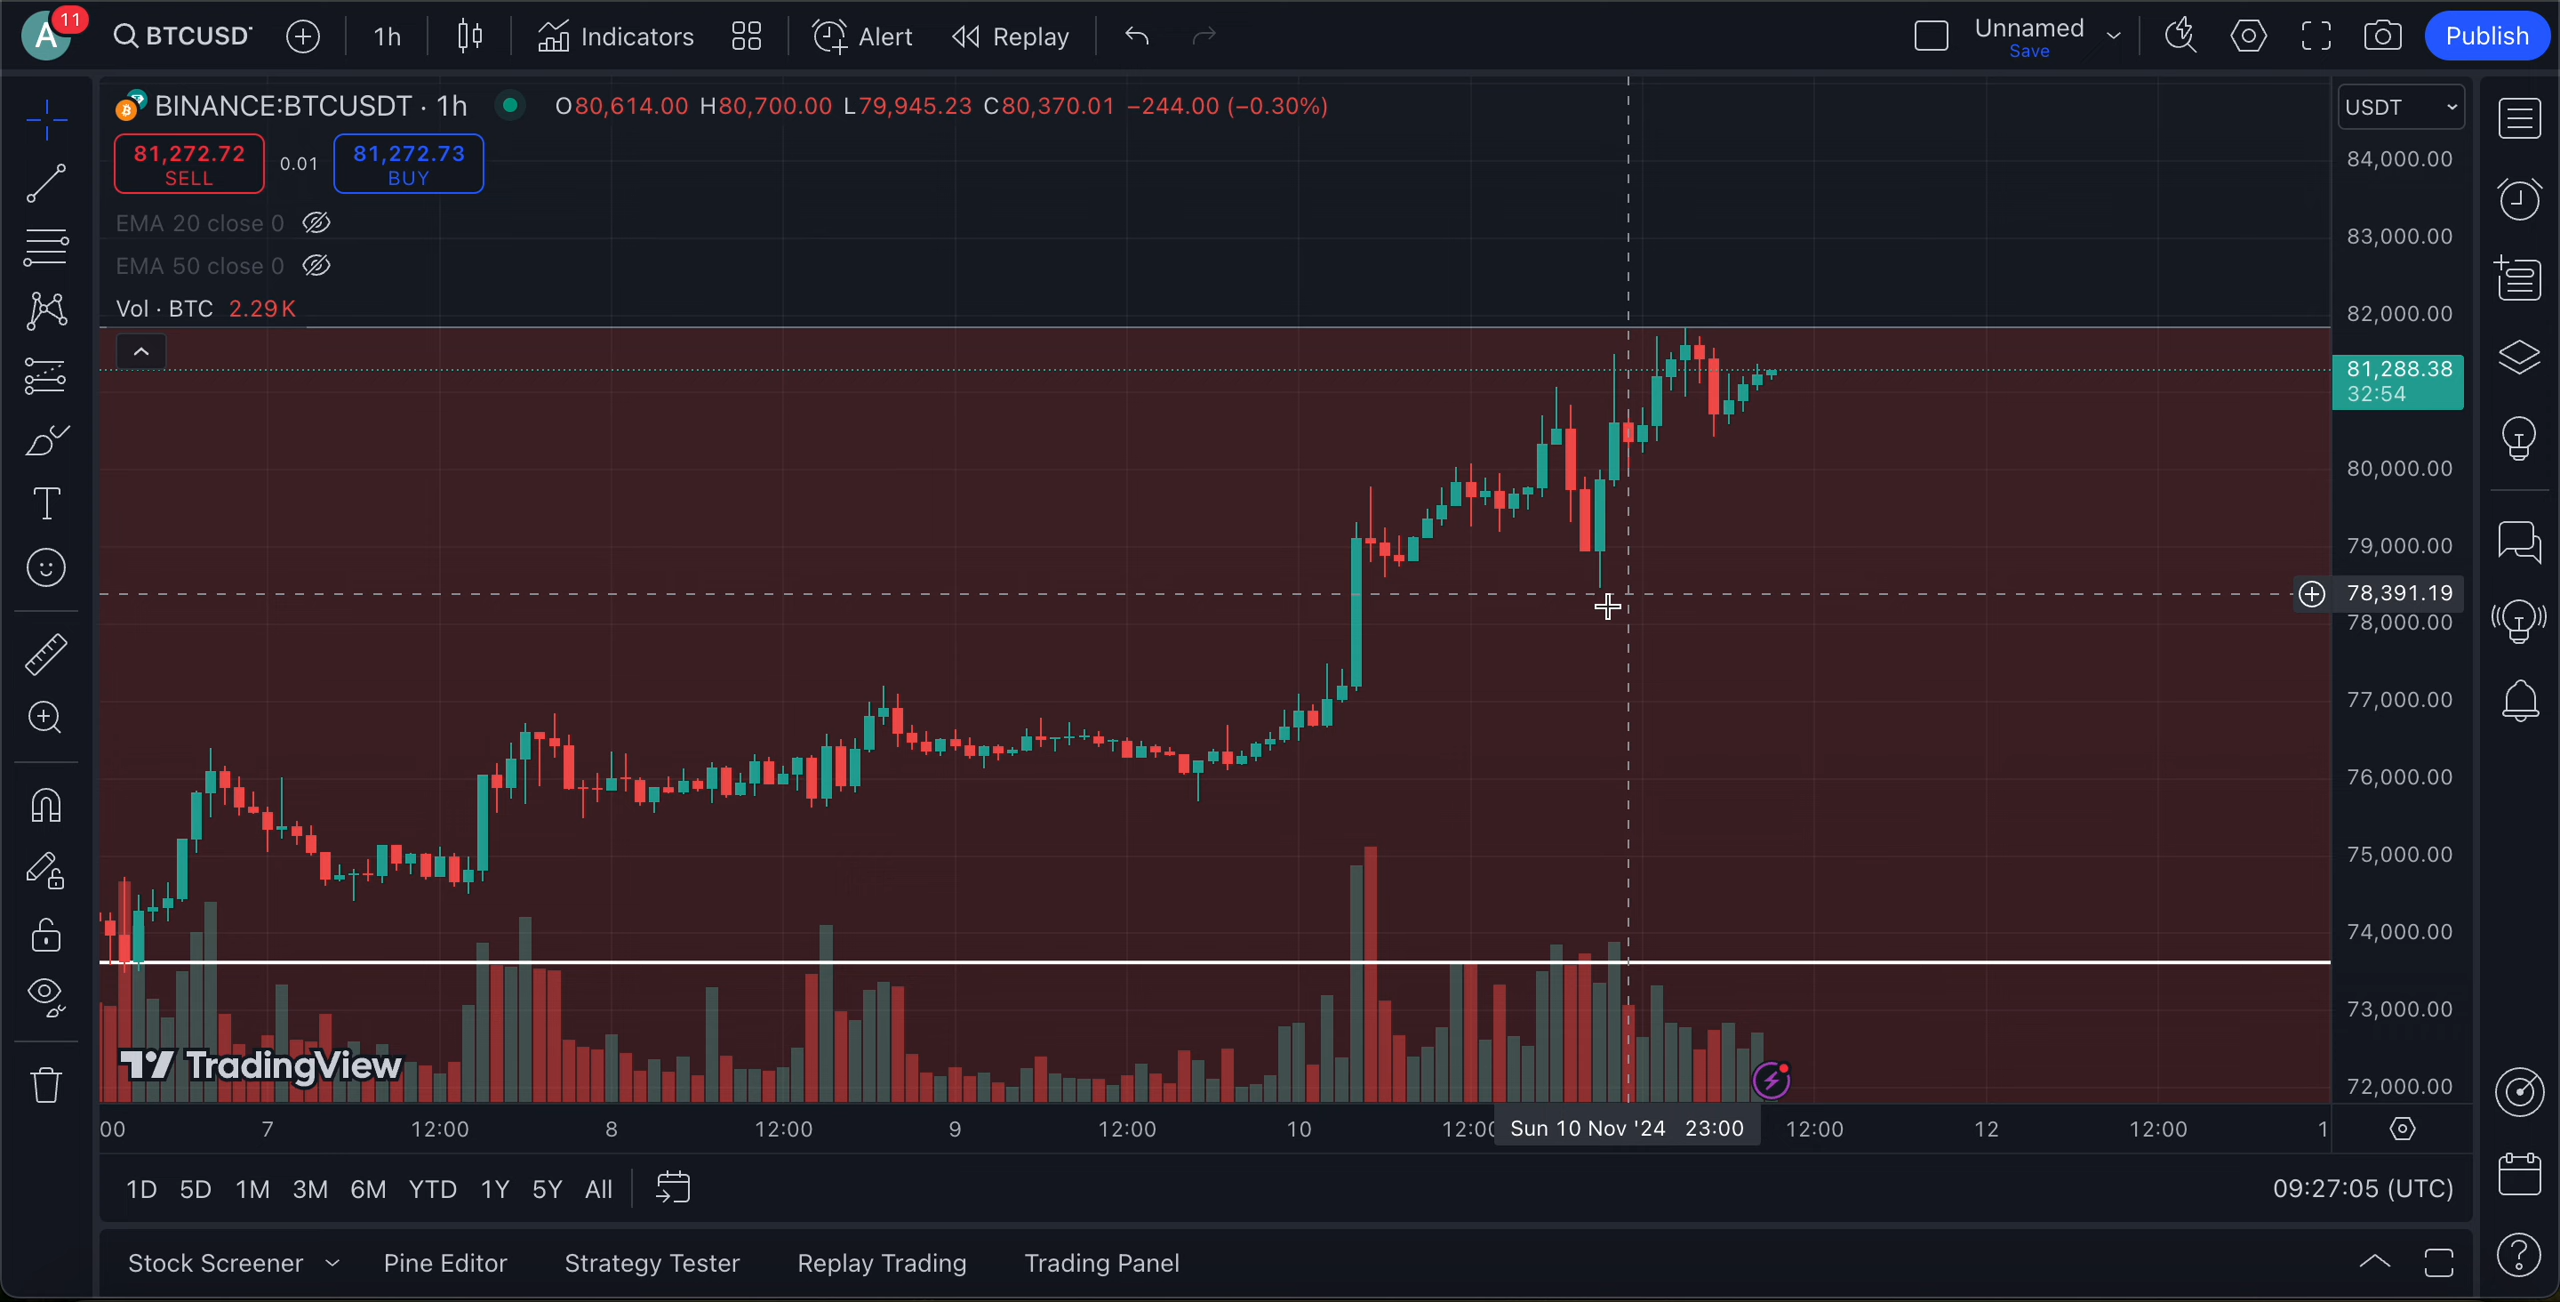 A 11 BTCUSDT 1h Indicators Alert Replay Unnamed Save Publish
BINANCE:BTCUSDT · 1h O80,614.00 H80,700.00 L79,945.23 C80,370.01 −244.00 (−0.30%)
81,272.72 SELL 0.01 81,272.73 BUY
EMA 20 close 0
EMA 50 close 0
Vol · BTC 2.29K
USDT
84,000.00
83,000.00
82,000.00
81,288.38
32:54
80,000.00
79,000.00
78,391.19
78,000.00
77,000.00
76,000.00
75,000.00
74,000.00
73,000.00
72,000.00
TradingView
00 7 12:00 8 12:00 9 12:00 10 12:00 Sun 10 Nov '24 23:00 12:00 12 12:00 1
1D 5D 1M 3M 6M YTD 1Y 5Y All 09:27:05 (UTC)
Stock Screener Pine Editor Strategy Tester Replay Trading Trading Panel